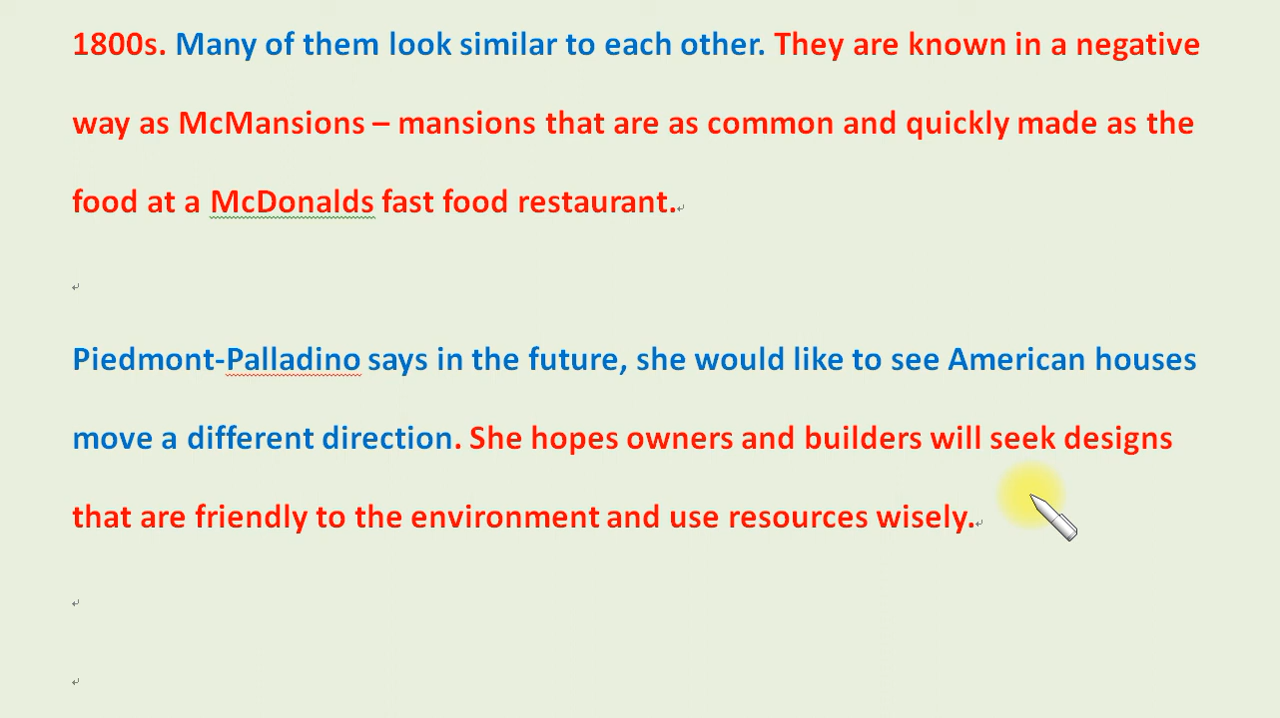 1800s. Many of them look similar to each other. They are known in a negative
way as McMansions – mansions that are as common and quickly made as the
food at a McDonalds fast food restaurant.
Piedmont-Palladino says in the future, she would like to see American houses
move a different direction. She hopes owners and builders will seek designs
that are friendly to the environment and use resources wisely.